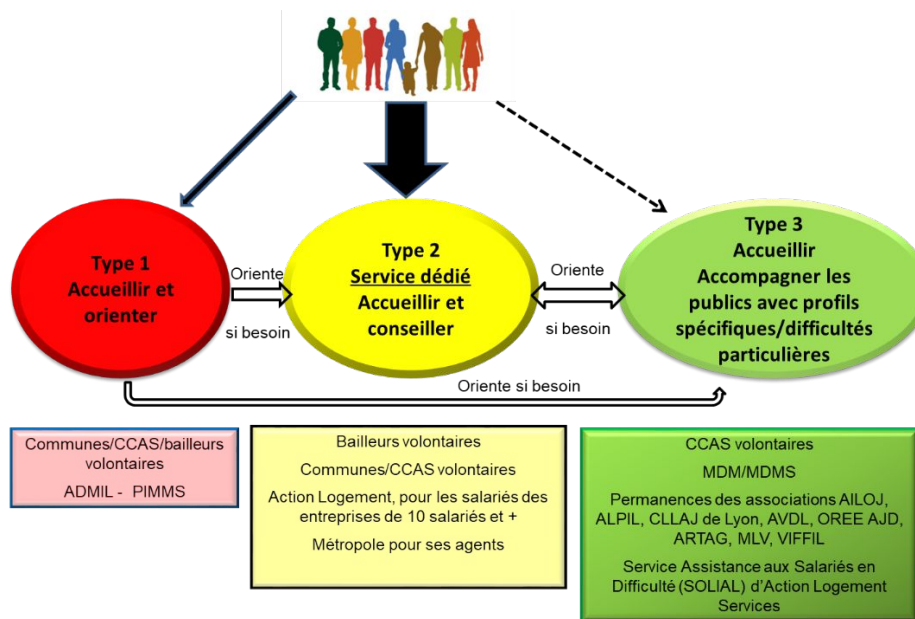 Type 1
Accueillir et
orienter
Oriente
si besoin
Type 2
Service dédié
Accueillir et
conseiller
Oriente
si besoin
Type 3
Accueillir
Accompagner les
publics avec profils
spécifiques/difficultés
particulières
Oriente si besoin
Communes/CCAS/bailleurs
volontaires
ADMIL - PIMMS
Bailleurs volontaires
Communes/CCAS volontaires
Action Logement, pour les salariés des
entreprises de 10 salariés et +
Métropole pour ses agents
CCAS volontaires
MDM/MDMS
Permanences des associations AILOJ,
ALPIL, CLLAJ de Lyon, AVDL, OREE AJD,
ARTAG, MLV, VIFFIL
Service Assistance aux Salariés en
Difficulté (SOLIAL) d'Action Logement
Services